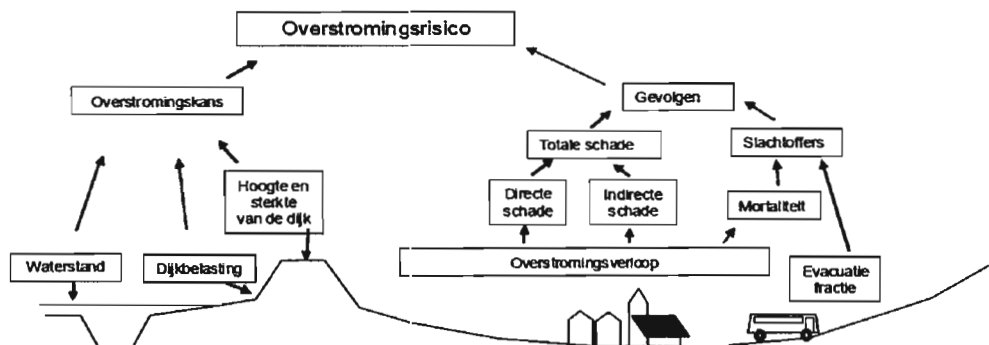 Overstromingsrisico
Overstromingskans
Gevolgen
Totale schade
Slachtoffers
Hoogte en
sterkte
van de dijk
Directe
schade
Indirecte
schade
Mortaliteit
Waterstand
Dijkbelasting
Overstromingsverloop
Evacuatie
fractie